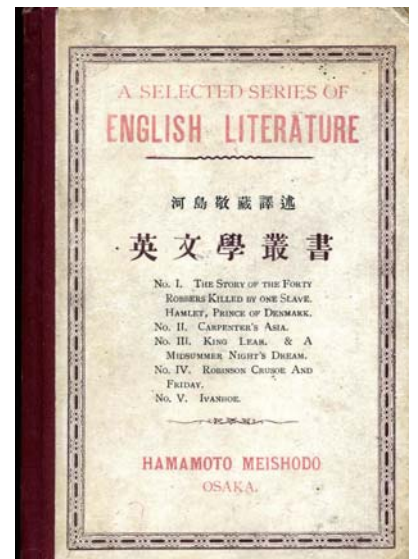 A SELECTED SERIES OF
ENGLISH LITERATURE
河島敬藏譯述
英文學叢書
No. I. THE STORY OF THE FORTY
ROBBERS KILLED BY ONE SLAVE.
HAMLET, PRINCE OF DENMARK.
No. II. CARPENTER'S ASIA.
No. III. KING LEAR. & A
MIDSUMMER NIGHT'S DREAM.
No. IV. ROBINSON CRUSOE AND
FRIDAY.
No. V. IVANHOE.
HAMAMOTO MEISHODO
OSAKA.